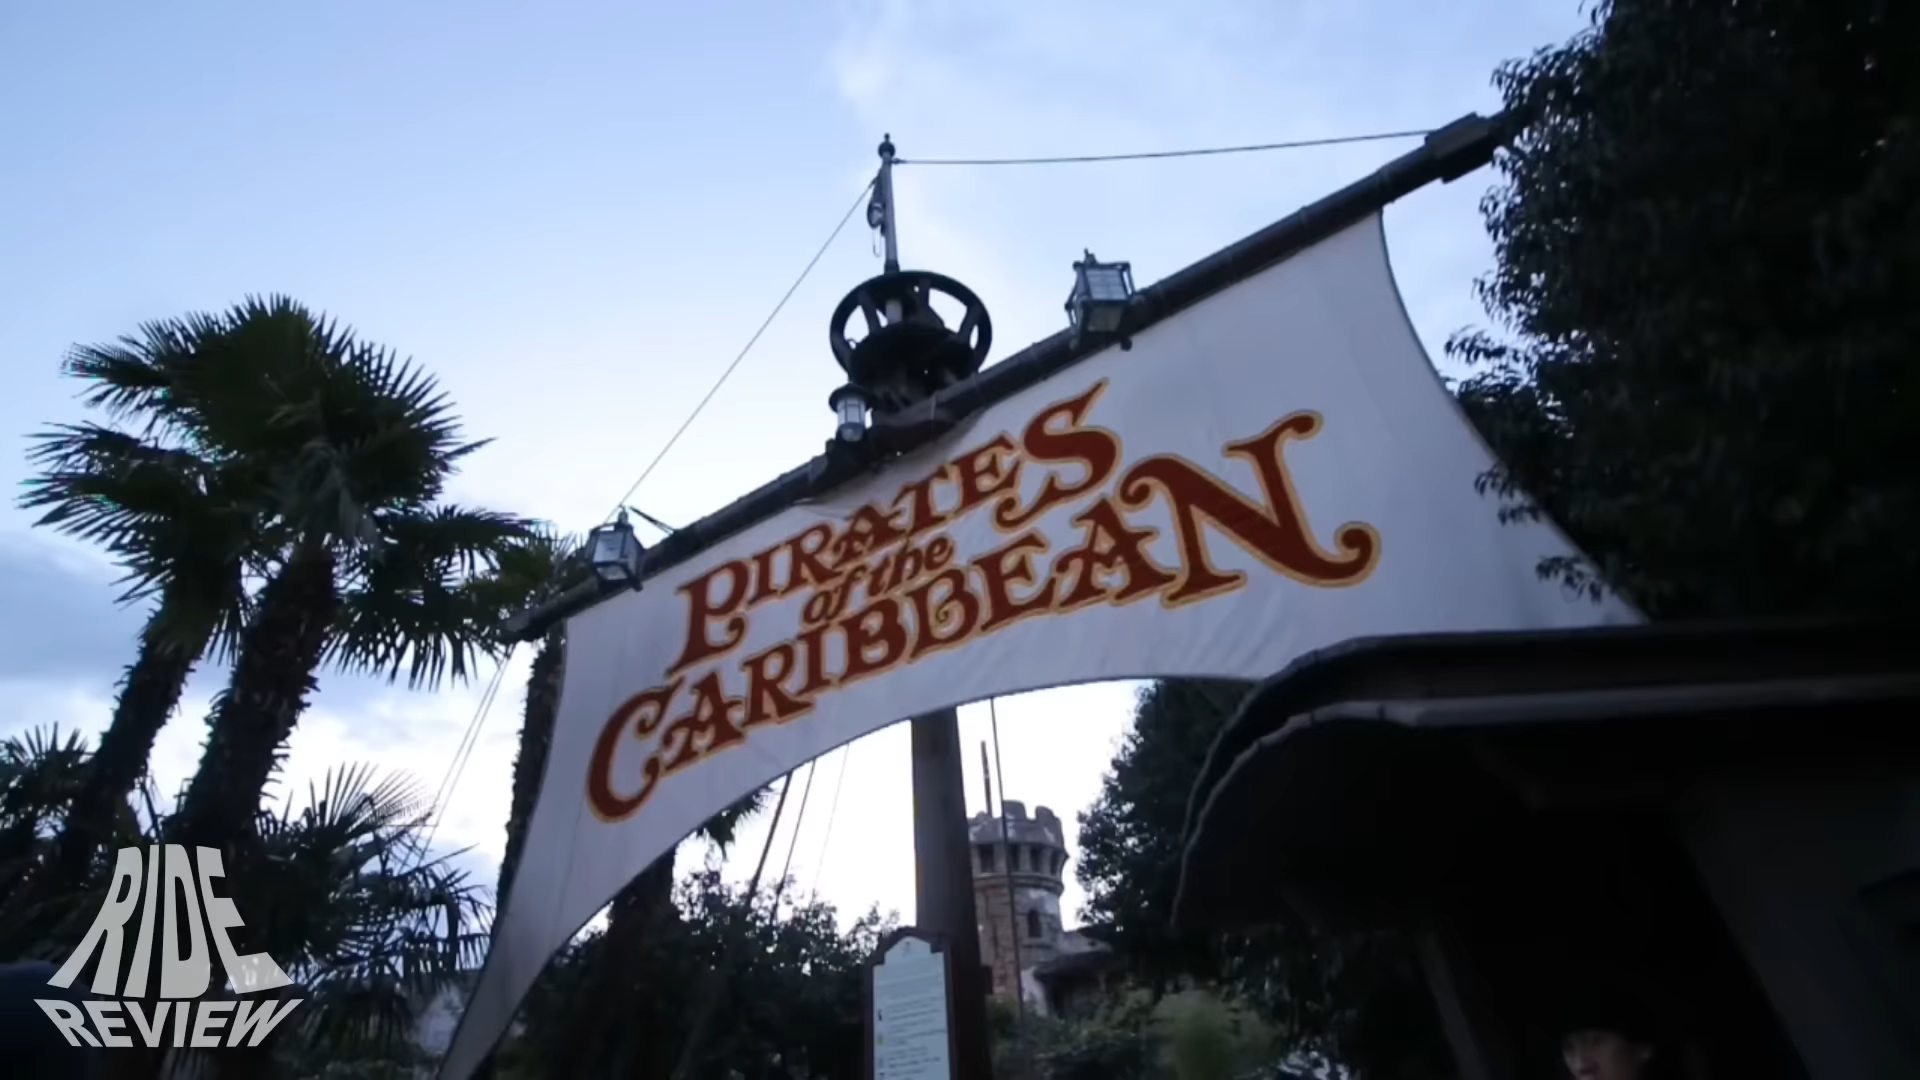 PIRATES
of the
CARIBBEAN
RIDE
REVIEW